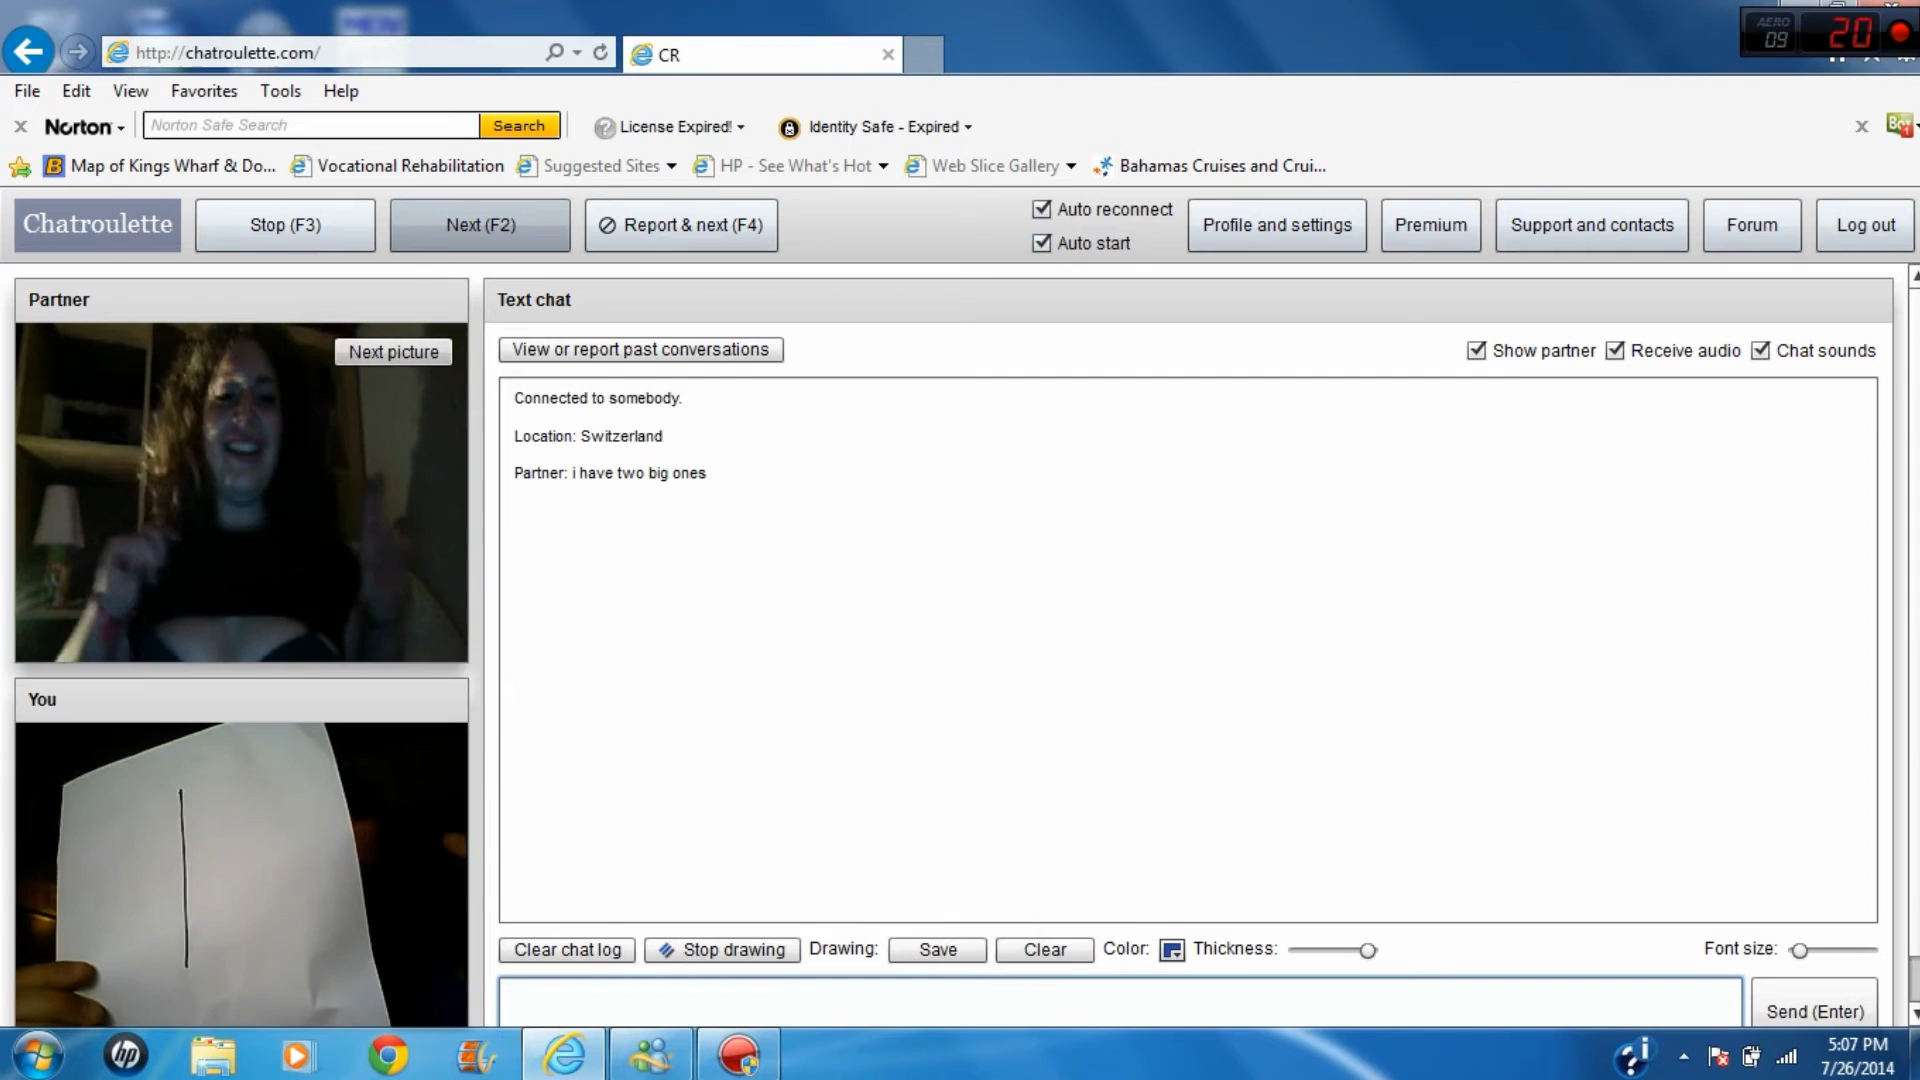 AERO
09
20
http://chatroulette.com/
CR
File Edit View Favorites Tools Help
Norton
Norton Safe Search
Search
License Expired!
Identity Safe - Expired
Map of Kings Wharf & Do...
Vocational Rehabilitation
Suggested Sites
HP - See What's Hot
Web Slice Gallery
Bahamas Cruises and Crui...
Chatroulette
Stop (F3)
Next (F2)
Report & next (F4)
Auto reconnect
Auto start
Profile and settings
Premium
Support and contacts
Forum
Log out
Partner
Next picture
Text chat
View or report past conversations
Show partner
Receive audio
Chat sounds
Connected to somebody.
Location: Switzerland
Partner: i have two big ones
You
Clear chat log
Stop drawing
Drawing:
Save
Clear
Color:
Thickness:
Font size:
Send (Enter)
hp
5:07 PM
7/26/2014